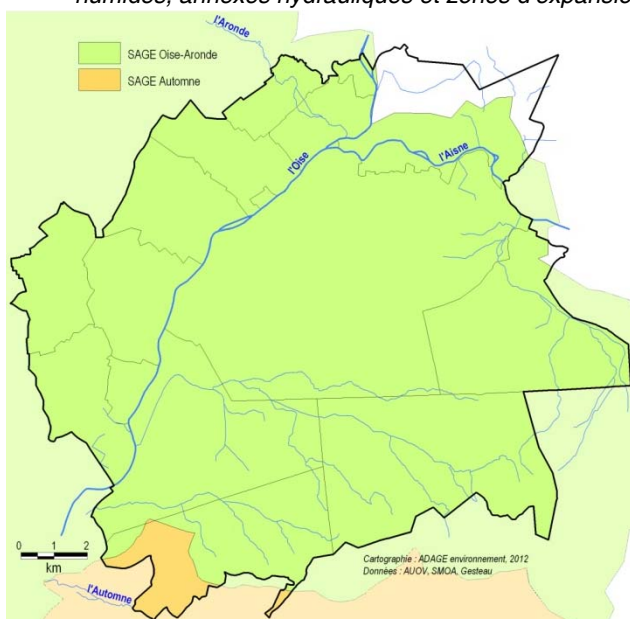 humides, annexes hydrauliques et zones d'expansio
l'Aronde
SAGE Oise-Aronde
SAGE Automne
l'Oise
l'Aisne
0 1 2
km
Cartographie : ADAGE environnement, 2012
Données : AUOV, SMOA, Gesteau
l'Automne